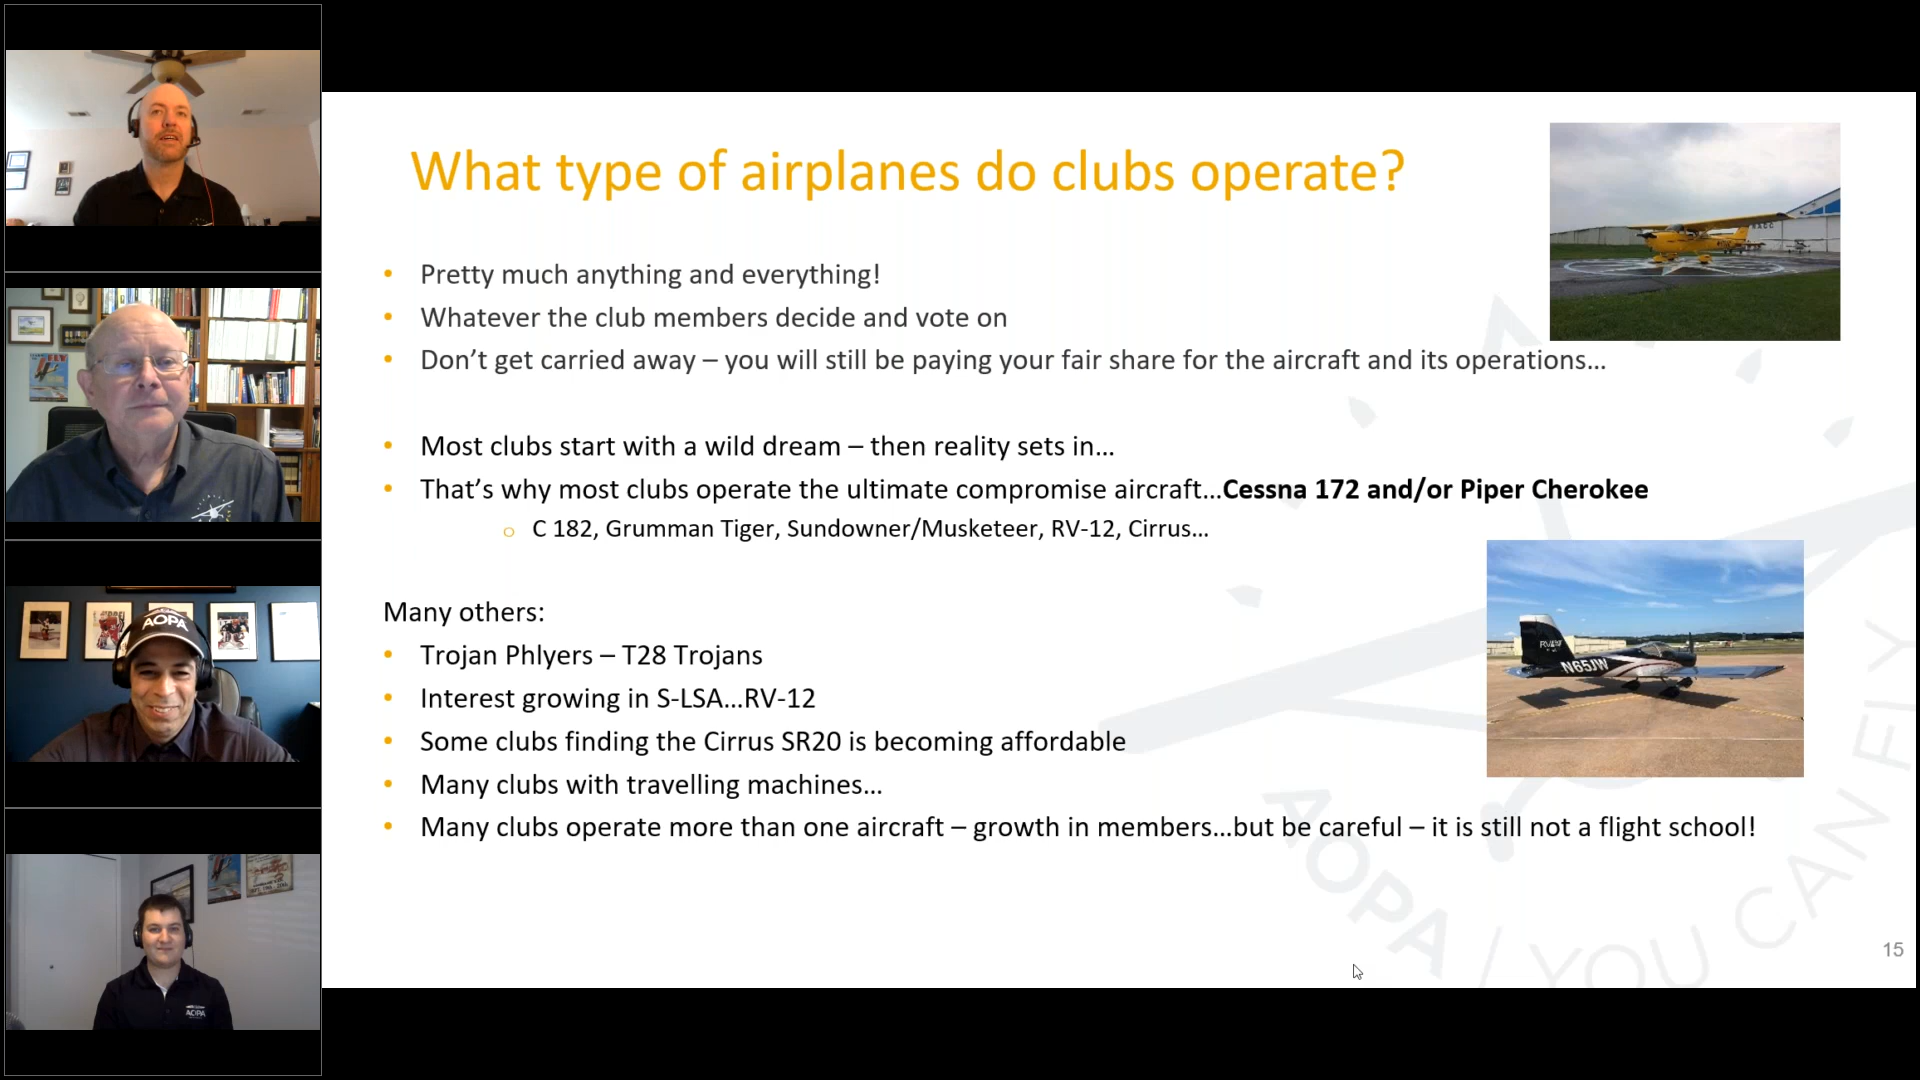 What type of airplanes do clubs operate?
• Pretty much anything and everything!
• Whatever the club members decide and vote on
• Don't get carried away – you will still be paying your fair share for the aircraft and its operations…
• Most clubs start with a wild dream – then reality sets in…
• That's why most clubs operate the ultimate compromise aircraft…Cessna 172 and/or Piper Cherokee
o C 182, Grumman Tiger, Sundowner/Musketeer, RV-12, Cirrus…
Many others:
• Trojan Phlyers – T28 Trojans
• Interest growing in S-LSA…RV-12
• Some clubs finding the Cirrus SR20 is becoming affordable
• Many clubs with travelling machines…
• Many clubs operate more than one aircraft – growth in members…but be careful – it is still not a flight school!
N65JW
AOPA | YOU CAN FLY
15
FLY
AOPA
AOPA